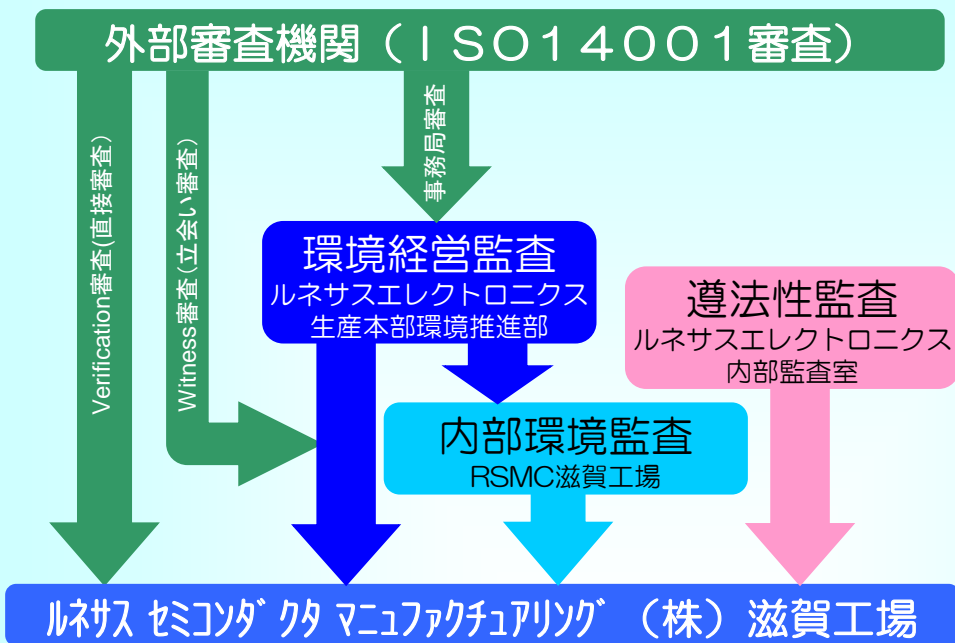 外部審査機関（ＩＳＯ１４００１審査）
Verification審査(直接審査)
Witness審査(立会い審査)
事務局審査
環境経営監査
ルネサスエレクトロニクス
生産本部環境推進部
遵法性監査
ルネサスエレクトロニクス
内部監査室
内部環境監査
RSMC滋賀工場
ﾙﾈｻｽ ｾﾐｺﾝﾀﾞｸﾀ ﾏﾆｭﾌｧｸﾁｭｱﾘﾝｸﾞ （株）滋賀工場